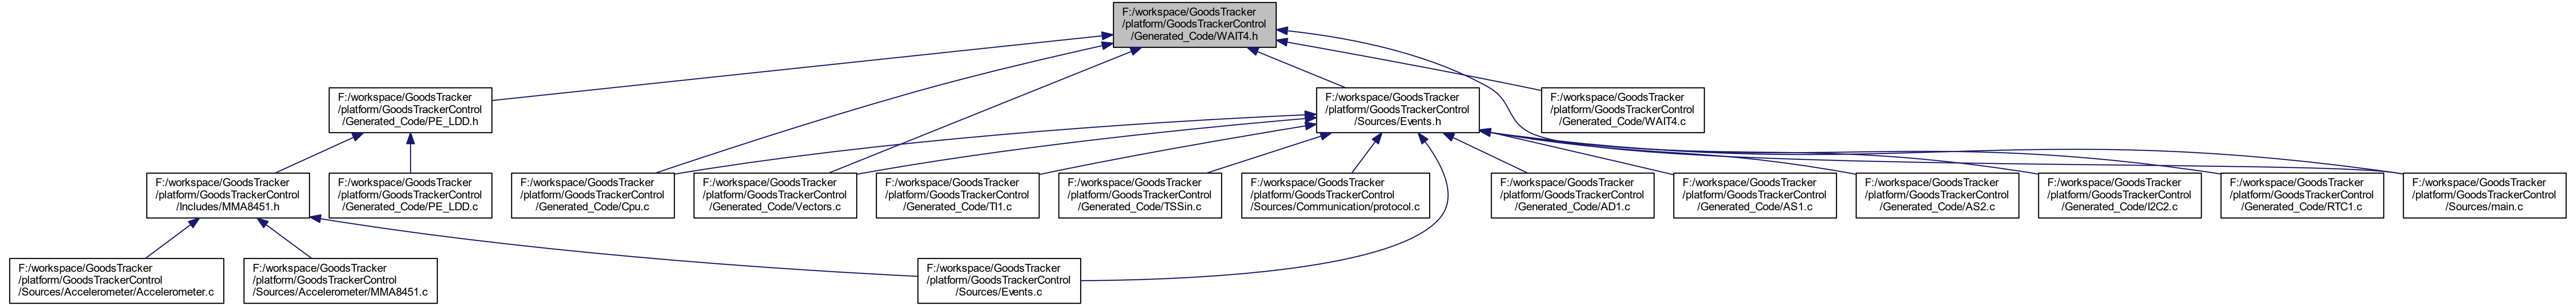 F:/workspace/GoodsTracker
/platform/GoodsTrackerControl
/Generated_Code/WAIT4.h
F:/workspace/GoodsTracker
/platform/GoodsTrackerControl
/Generated_Code/PE_LDD.h
F:/workspace/GoodsTracker
/platform/GoodsTrackerControl
/Sources/Events.h
F:/workspace/GoodsTracker
/platform/GoodsTrackerControl
/Generated_Code/WAIT4.c
F:/workspace/GoodsTracker
/platform/GoodsTrackerControl
/Includes/MMA8451.h
F:/workspace/GoodsTracker
/platform/GoodsTrackerControl
/Generated_Code/PE_LDD.c
F:/workspace/GoodsTracker
/platform/GoodsTrackerControl
/Generated_Code/Cpu.c
F:/workspace/GoodsTracker
/platform/GoodsTrackerControl
/Generated_Code/Vectors.c
F:/workspace/GoodsTracker
/platform/GoodsTrackerControl
/Generated_Code/TI1.c
F:/workspace/GoodsTracker
/platform/GoodsTrackerControl
/Generated_Code/TSSin.c
F:/workspace/GoodsTracker
/platform/GoodsTrackerControl
/Sources/Communication/protocol.c
F:/workspace/GoodsTracker
/platform/GoodsTrackerControl
/Generated_Code/AD1.c
F:/workspace/GoodsTracker
/platform/GoodsTrackerControl
/Generated_Code/AS1.c
F:/workspace/GoodsTracker
/platform/GoodsTrackerControl
/Generated_Code/AS2.c
F:/workspace/GoodsTracker
/platform/GoodsTrackerControl
/Generated_Code/I2C2.c
F:/workspace/GoodsTracker
/platform/GoodsTrackerControl
/Generated_Code/RTC1.c
F:/workspace/GoodsTracker
/platform/GoodsTrackerControl
/Sources/main.c
F:/workspace/GoodsTracker
/platform/GoodsTrackerControl
/Sources/Accelerometer/Accelerometer.c
F:/workspace/GoodsTracker
/platform/GoodsTrackerControl
/Sources/Accelerometer/MMA8451.c
F:/workspace/GoodsTracker
/platform/GoodsTrackerControl
/Sources/Events.c